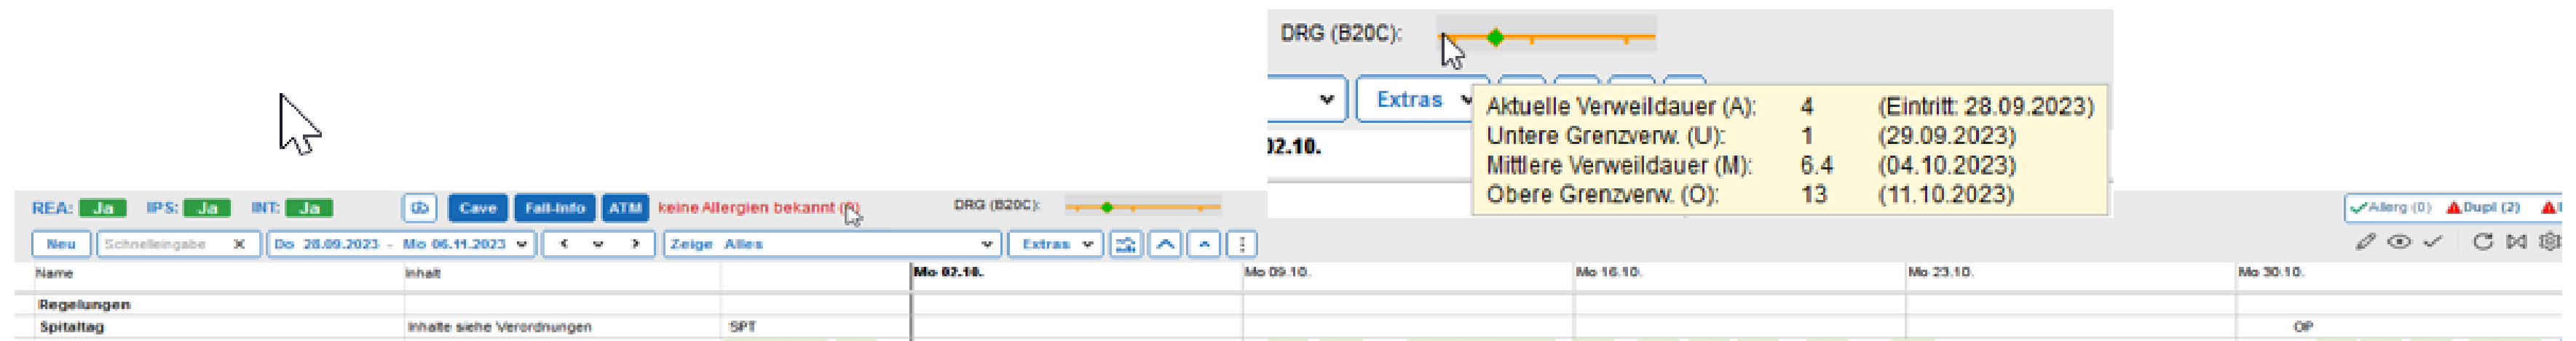 DRG (B20C):
Extras
02.10.
Aktuelle Verweildauer (A): 4 (Eintritt: 28.09.2023)
Untere Grenzverw. (U): 1 (29.09.2023)
Mittlere Verweildauer (M): 6.4 (04.10.2023)
Obere Grenzverw. (O): 13 (11.10.2023)
REA: Ja IPS: Ja INT: Ja Cave Fall-Info ATM keine Allergien bekannt DRG (B20C): Allerg (0) Dupl (2)
Neu Schnelleingabe Do 28.09.2023 - Mo 06.11.2023 Zeige Alles Extras
Name Inhalt Mo 02.10. Mo 09.10. Mo 16.10. Mo 23.10. Mo 30.10.
Regelungen
Spitaltag Inhalte siehe Verordnungen SPT OP